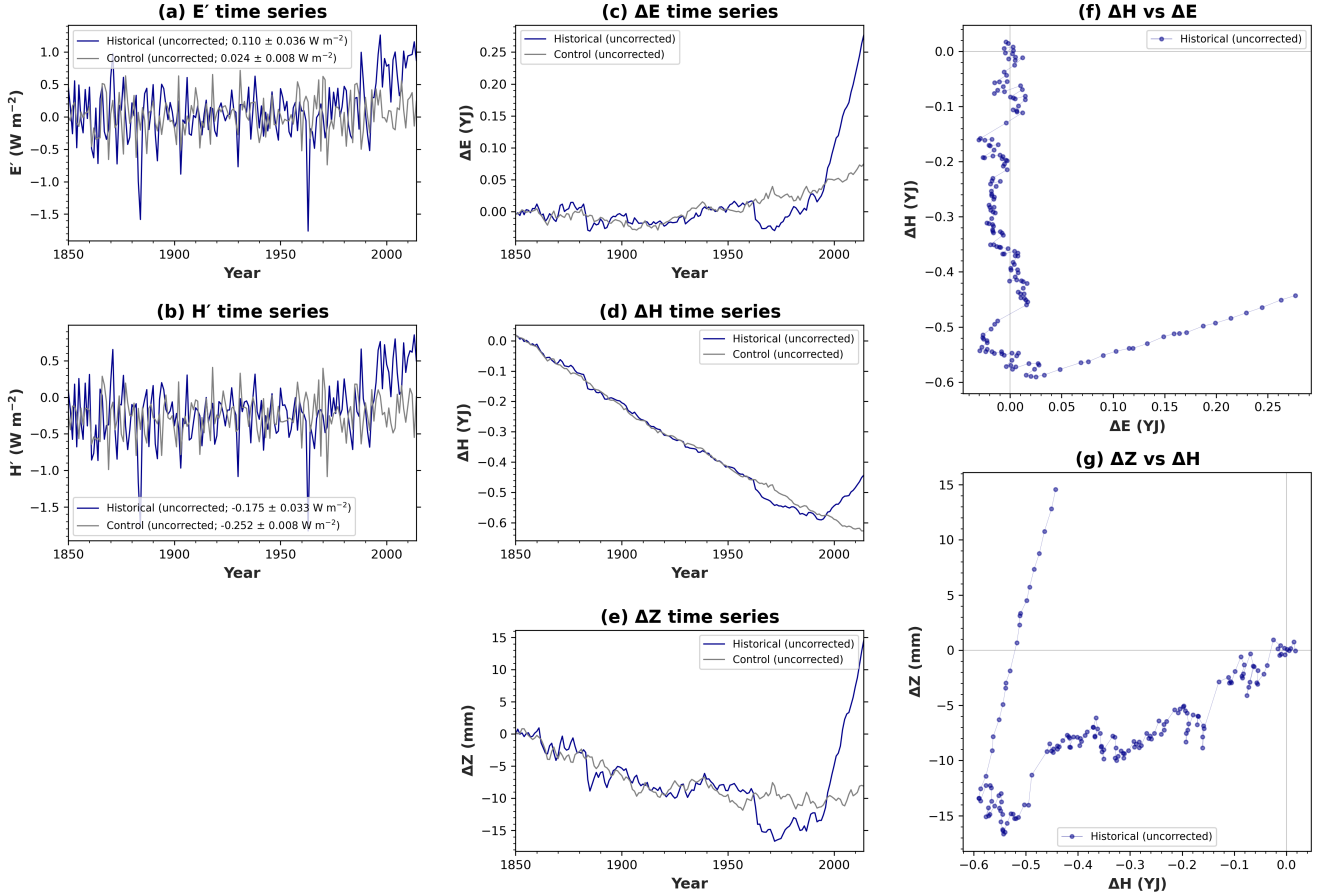 (a) E′ time series
Historical (uncorrected; 0.110 ± 0.036 W m−2)
Control (uncorrected; 0.024 ± 0.008 W m−2)
E′ (W m−2)
1.0
0.5
0.0
−0.5
−1.0
−1.5
1850
1900
1950
2000
Year
(b) H′ time series
Historical (uncorrected; -0.175 ± 0.033 W m−2)
Control (uncorrected; -0.252 ± 0.008 W m−2)
H′ (W m−2)
0.5
0.0
−0.5
−1.0
−1.5
1850
1900
1950
2000
Year
(c) ΔE time series
Historical (uncorrected)
Control (uncorrected)
ΔE (YJ)
0.25
0.20
0.15
0.10
0.05
0.00
1850
1900
1950
2000
Year
(d) ΔH time series
Historical (uncorrected)
Control (uncorrected)
ΔH (YJ)
0.0
−0.1
−0.2
−0.3
−0.4
−0.5
−0.6
1850
1900
1950
2000
Year
(e) ΔZ time series
Historical (uncorrected)
Control (uncorrected)
ΔZ (mm)
15
10
5
0
−5
−10
−15
1850
1900
1950
2000
Year
(f) ΔH vs ΔE
Historical (uncorrected)
ΔH (YJ)
0.0
−0.1
−0.2
−0.3
−0.4
−0.5
−0.6
0.00
0.05
0.10
0.15
0.20
0.25
ΔE (YJ)
(g) ΔZ vs ΔH
Historical (uncorrected)
ΔZ (mm)
15
10
5
0
−5
−10
−15
−0.6
−0.5
−0.4
−0.3
−0.2
−0.1
0.0
ΔH (YJ)